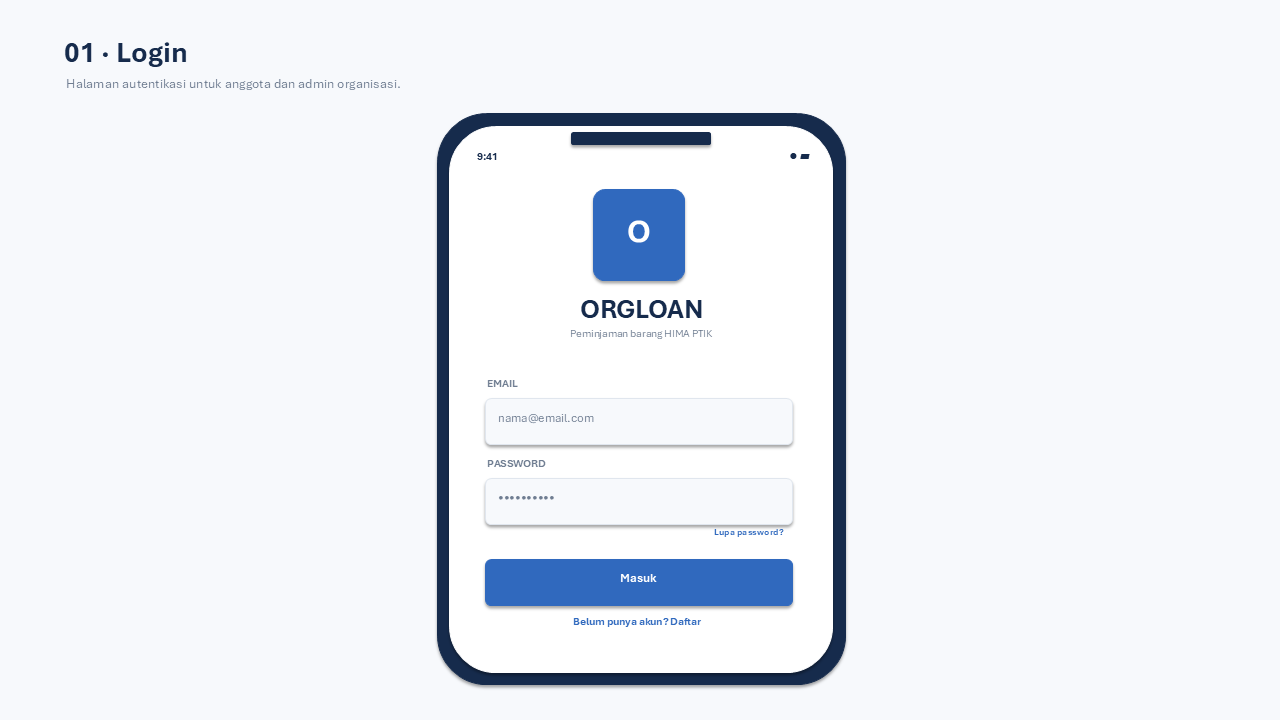 01 · Login
Halaman autentikasi untuk anggota dan admin organisasi.
9:41
O
ORGLOAN
Peminjaman barang HIMA PTIK
EMAIL
nama@email.com
PASSWORD
••••••••••
Lupa password?
Masuk
Belum punya akun? Daftar